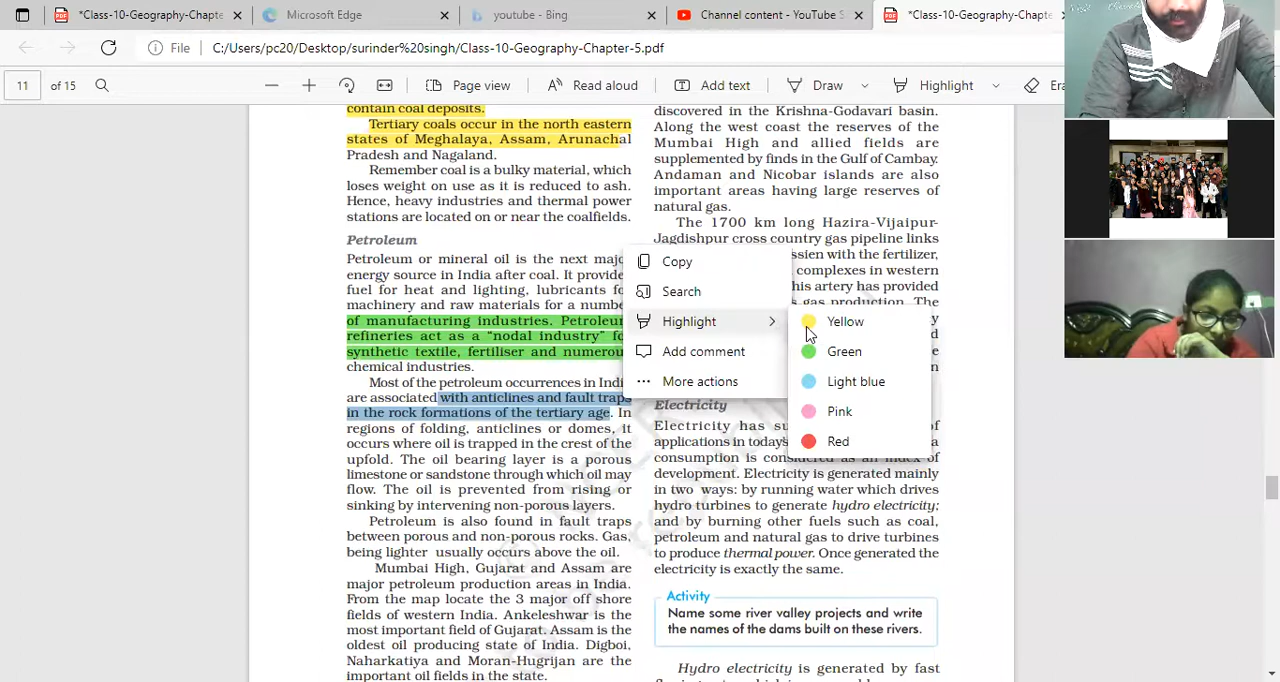 *Class-10-Geography-Chapte
Microsoft Edge
youtube - Bing
Channel content - YouTube S
*Class-10-Geography-Chapte
File
C:/Users/pc20/Desktop/surinder%20singh/Class-10-Geography-Chapter-5.pdf
11 of 15
Page view
Read aloud
Add text
Draw
Highlight
Era
contain coal deposits.
Tertiary coals occur in the north eastern
states of Meghalaya, Assam, Arunachal
Pradesh and Nagaland.
Remember coal is a bulky material, which
loses weight on use as it is reduced to ash.
Hence, heavy industries and thermal power
stations are located on or near the coalfields.
Petroleum
Petroleum or mineral oil is the next maj
energy source in India after coal. It provide
fuel for heat and lighting, lubricants fo
machinery and raw materials for a numbe
of manufacturing industries. Petroleu
refineries act as a "nodal industry" fo
synthetic textile, fertiliser and numerou
chemical industries.
Most of the petroleum occurrences in Indi
are associated with anticlines and fault traps
in the rock formations of the tertiary age. In
regions of folding, anticlines or domes, it
occurs where oil is trapped in the crest of the
upfold. The oil bearing layer is a porous
limestone or sandstone through which oil may
flow. The oil is prevented from rising or
sinking by intervening non-porous layers.
Petroleum is also found in fault traps
between porous and non-porous rocks. Gas,
being lighter usually occurs above the oil.
Mumbai High, Gujarat and Assam are
major petroleum production areas in India.
From the map locate the 3 major off shore
fields of western India. Ankeleshwar is the
most important field of Gujarat. Assam is the
oldest oil producing state of India. Digboi,
Naharkatiya and Moran-Hugrijan are the
important oil fields in the state.
discovered in the Krishna-Godavari basin.
Along the west coast the reserves of the
Mumbai High and allied fields are
supplemented by finds in the Gulf of Cambay.
Andaman and Nicobar islands are also
important areas having large reserves of
natural gas.
The 1700 km long Hazira-Vijaipur-
Jagdishpur cross country gas pipeline links
ssien with the fertilizer,
complexes in western
his artery has provided
gas production. The
Copy
Search
Highlight
Add comment
More actions
Yellow
Green
Light blue
Pink
Red
Electricity
Electricity has su of
applications in today's a
consumption is considered as an index of
development. Electricity is generated mainly
in two ways: by running water which drives
hydro turbines to generate hydro electricity;
and by burning other fuels such as coal,
petroleum and natural gas to drive turbines
to produce thermal power. Once generated the
electricity is exactly the same.
Activity
Name some river valley projects and write
the names of the dams built on these rivers.
Hydro electricity is generated by fast